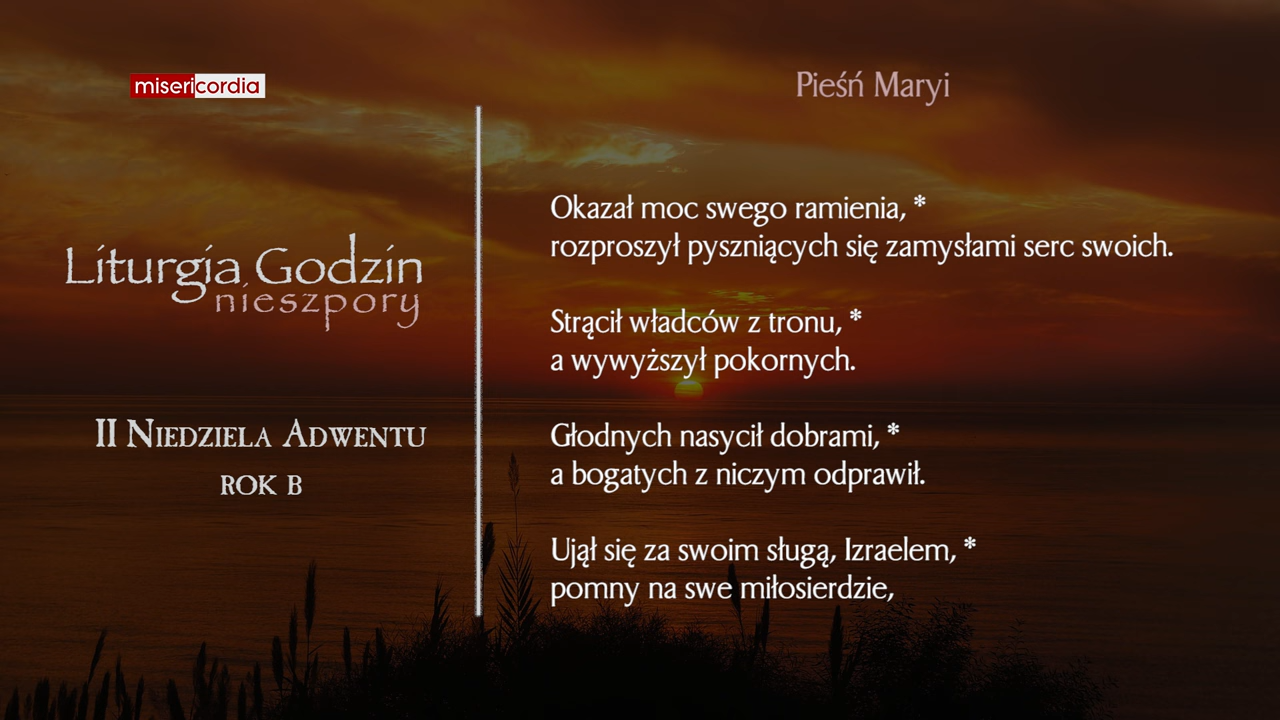 misericordia
Liturgia Godzin
nieszpory
II Niedziela Adwentu
rok B
Pieśń Maryi
Okazał moc swego ramienia, *
rozproszył pyszniących się zamysłami serc swoich.
Strącił władców z tronu, *
a wywyższył pokornych.
Głodnych nasycił dobrami, *
a bogatych z niczym odprawił.
Ujął się za swoim sługą, Izraelem, *
pomny na swe miłosierdzie,